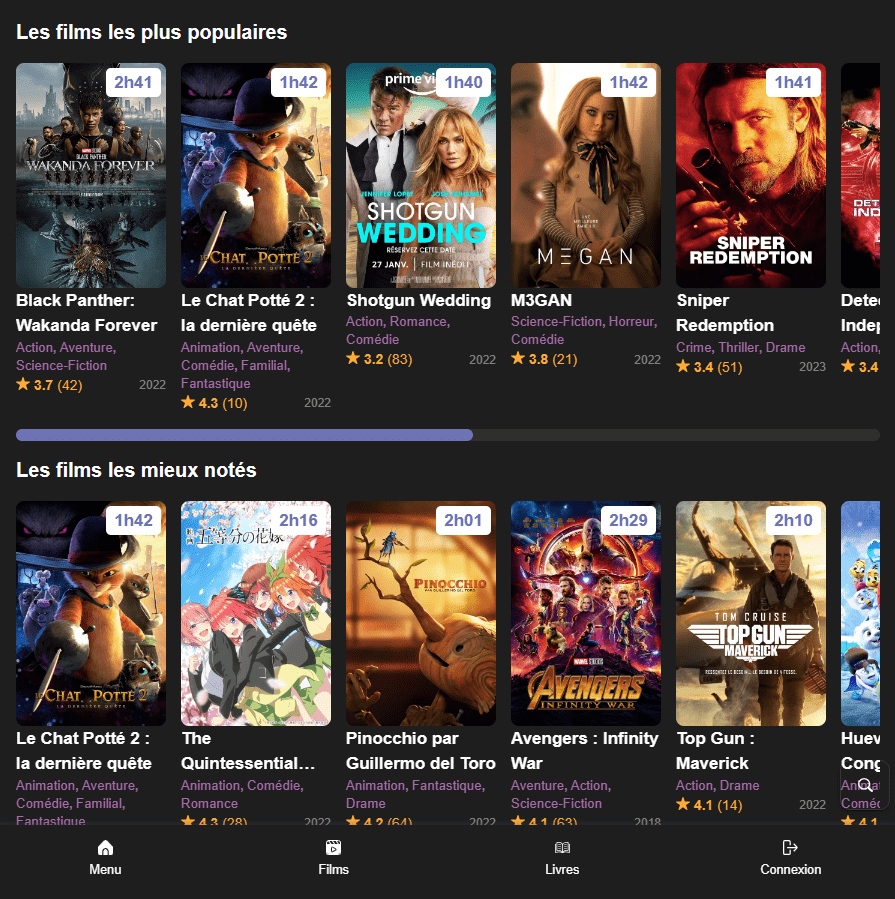 Les films les plus populaires
2h41
1h42
prime vi
1h40
1h42
1h41
BLACK PANTHER
WAKANDA FOREVER
LE CHAT POTTÉ 2
LA DERNIÈRE QUÊTE
JENNIFER LOPEZ
SHOTGUN
WEDDING
RÉSERVEZ CETTE DATE
27 JANV. | FILM INÉDIT
M3GAN
SNIPER
REDEMPTION
DET
IND
Black Panther:
Wakanda Forever
Action, Aventure,
Science-Fiction
3.7 (42)
2022
Le Chat Potté 2 :
la dernière quête
Animation, Aventure,
Comédie, Familial,
Fantastique
4.3 (10)
2022
Shotgun Wedding
Action, Romance,
Comédie
3.2 (83)
2022
M3GAN
Science-Fiction, Horreur,
Comédie
3.8 (21)
2022
Sniper
Redemption
Crime, Thriller, Drame
3.4 (51)
2023
Detec
Indep
Action,
3.4
Les films les mieux notés
1h42
2h16
2h01
2h29
2h10
LE CHAT POTTÉ 2
LA DERNIÈRE QUÊTE
五等分の花嫁
PINOCCHIO
PAR GUILLERMO DEL TORO
MARVEL STUDIOS
AVENGERS
INFINITY WAR
TOM CRUISE
TOP GUN
MAVERICK
Le Chat Potté 2 :
la dernière quête
Animation, Aventure,
Comédie, Familial,
Fantastique
The
Quintessential...
Animation, Comédie,
Romance
4.3 (28)
2022
Pinocchio par
Guillermo del Toro
Animation, Fantastique,
Drame
4.2 (64)
2022
Avengers : Infinity
War
Aventure, Action,
Science-Fiction
4.1 (63)
2018
Top Gun :
Maverick
Action, Drame
4.1 (14)
2022
Huev
Cong
Anima
Coméd
4.1
Menu
Films
Livres
Connexion